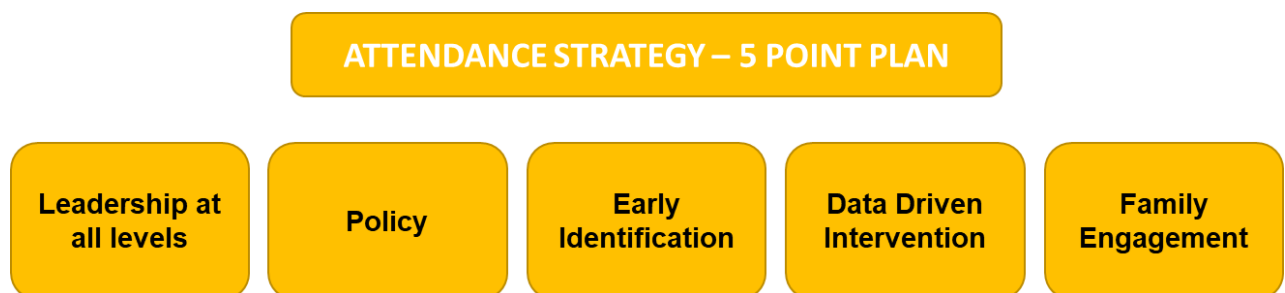 ATTENDANCE STRATEGY – 5 POINT PLAN
Leadership at
all levels
Policy
Early
Identification
Data Driven
Intervention
Family
Engagement